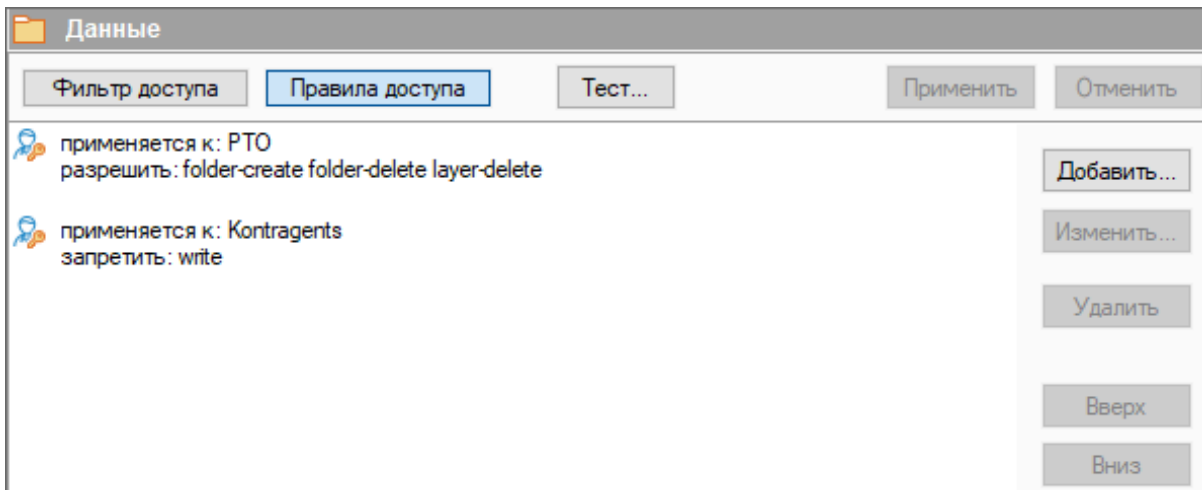 Данные
Фильтр доступа Правила доступа Тест... Применить Отменить
применяется к: PTO
разрешить: folder-create folder-delete layer-delete
Добавить...
применяется к: Kontragents
запретить: write
Изменить...
Удалить
Вверх
Вниз